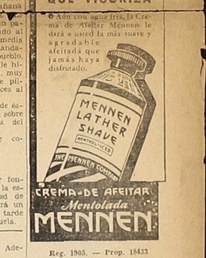 QUE VIGORIZA
Aún con agua fría, la Crema
de Afeitar Mennen le
dará a usted la más suave y
agradable
afeitada que
jamás haya
disfrutado.
MENNEN
LATHER
SHAVE
MENTHOL-ICED
THE MENNEN COMPANY
CREMA-DE AFEITAR
Mentolada
MENNEN
Reg. 1905. — Prop. 18433